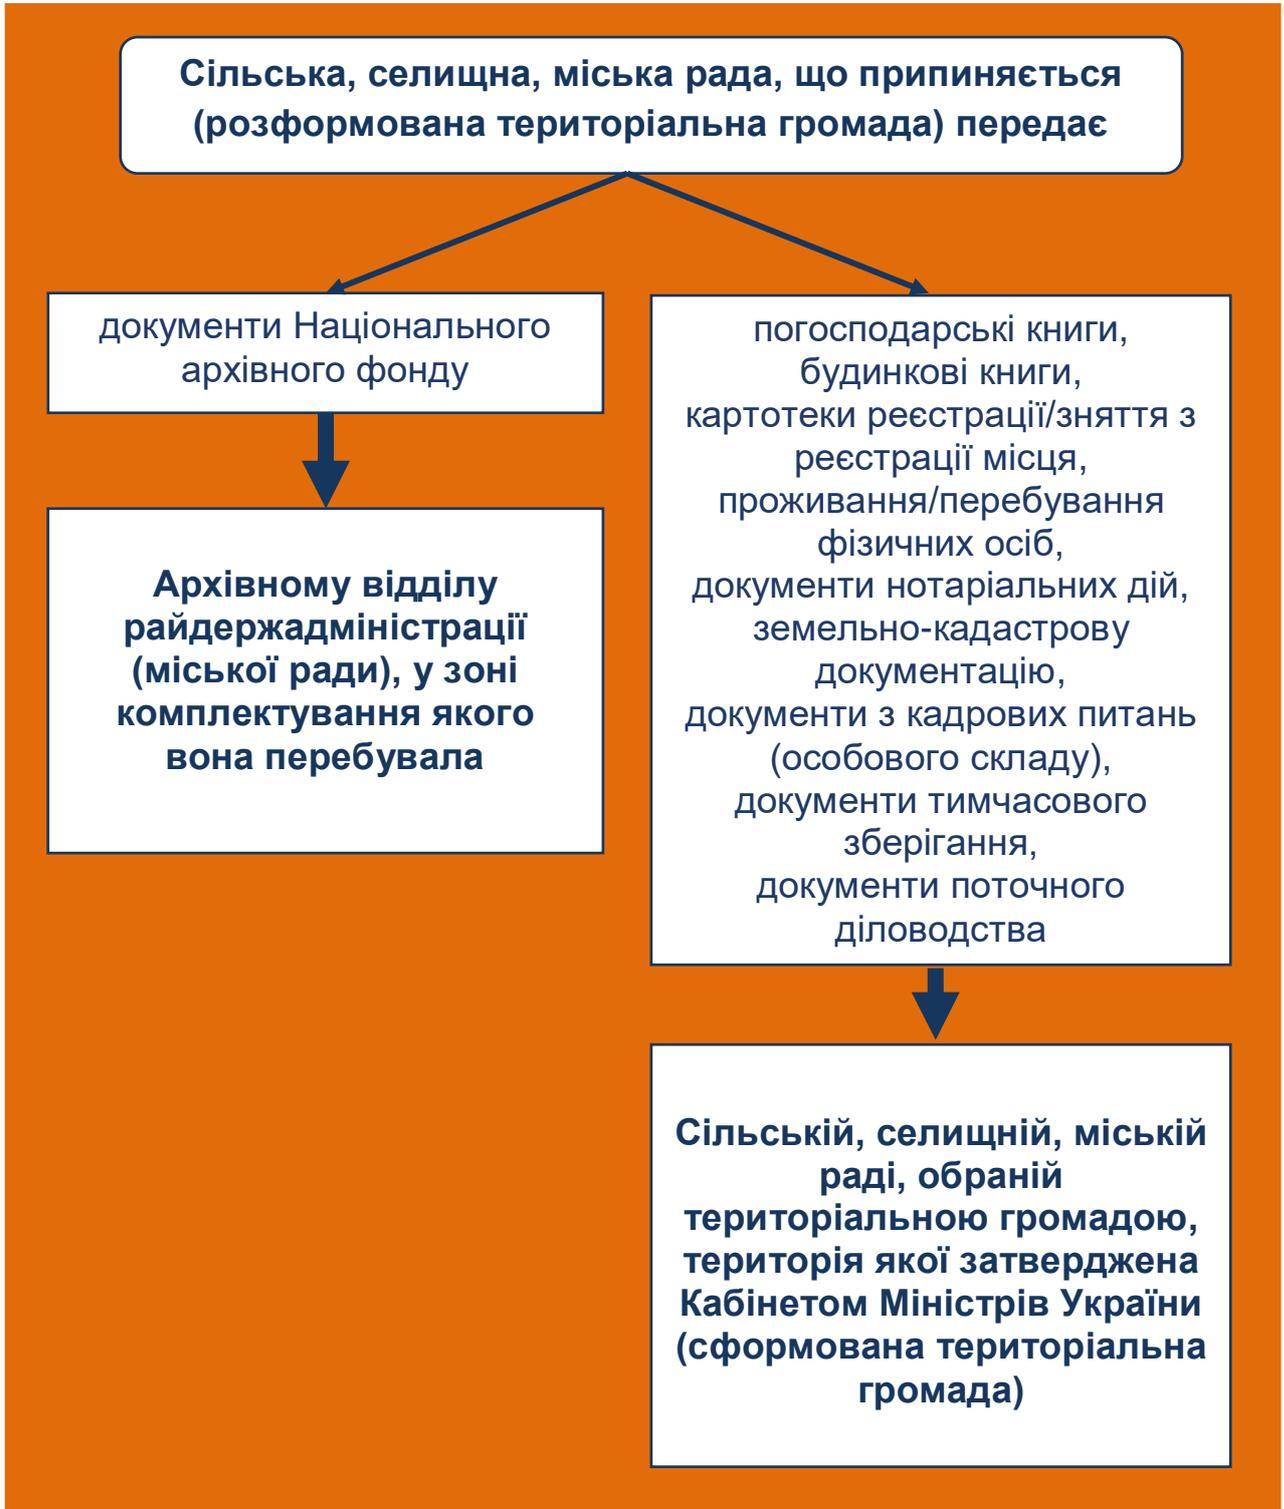 Сільська, селищна, міська рада, що припиняється
(розформована територіальна громада) передає
документи Національного
архівного фонду
Архівному відділу
райдержадміністрації
(міської ради), у зоні
комплектування якого
вона перебувала
погосподарські книги,
будинкові книги,
картотеки реєстрації/зняття з
реєстрації місця,
проживання/перебування
фізичних осіб,
документи нотаріальних дій,
земельно-кадастрову
документацію,
документи з кадрових питань
(особового складу),
документи тимчасового
зберігання,
документи поточного
діловодства
Сільській, селищній, міській
раді, обраній
територіальною громадою,
територія якої затверджена
Кабінетом Міністрів України
(сформована територіальна
громада)